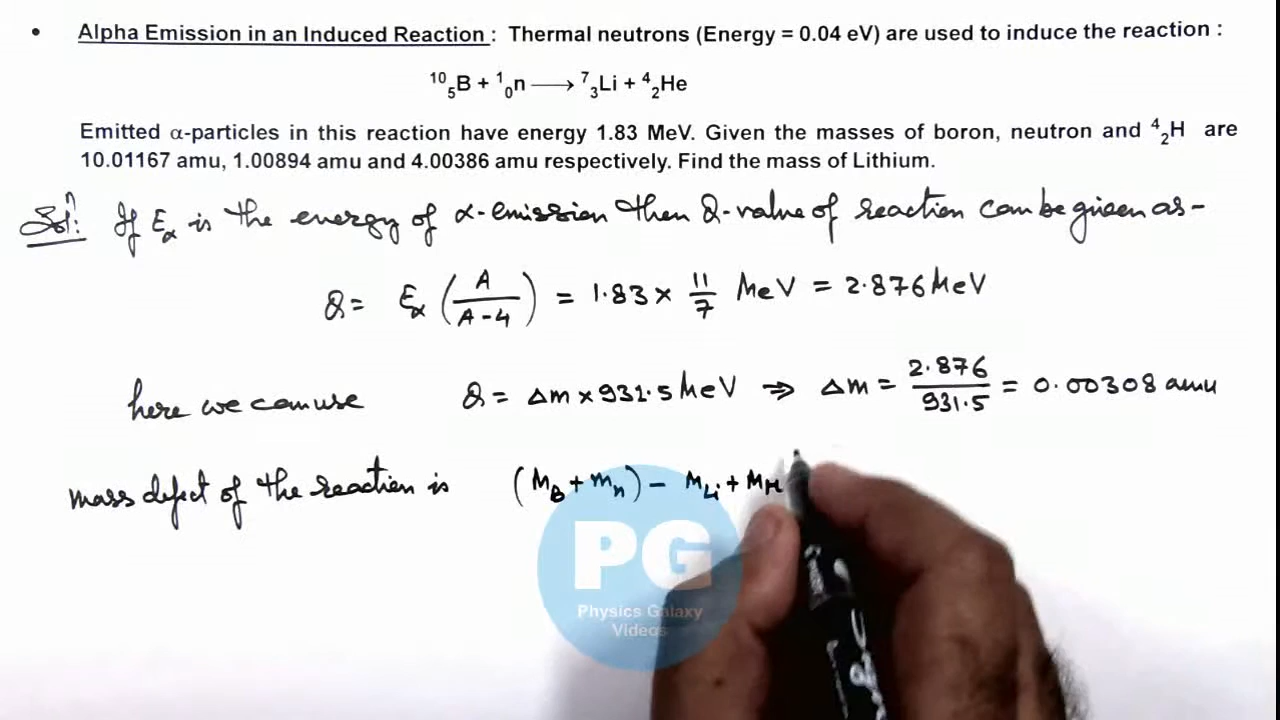 • Alpha Emission in an Induced Reaction : Thermal neutrons (Energy = 0.04 eV) are used to induce the reaction :
¹⁰₅B + ¹₀n ⟶ ⁷₃Li + ⁴₂He
Emitted α-particles in this reaction have energy 1.83 MeV. Given the masses of boron, neutron and ⁴₂H are
10.01167 amu, 1.00894 amu and 4.00386 amu respectively. Find the mass of Lithium.
Solⁿ: If Eα is the energy of α-emission then Q-value of reaction can be given as-
Q = Eα (A/(A-4)) = 1.83 × 11/7 MeV = 2.876 MeV
here we can use Q = Δm × 931.5 MeV ⇒ Δm = 2.876/931.5 = 0.00308 amu
mass defect of the reaction is (M_B + m_n) − M_Li + M_H
PG
Physics Galaxy
Videos